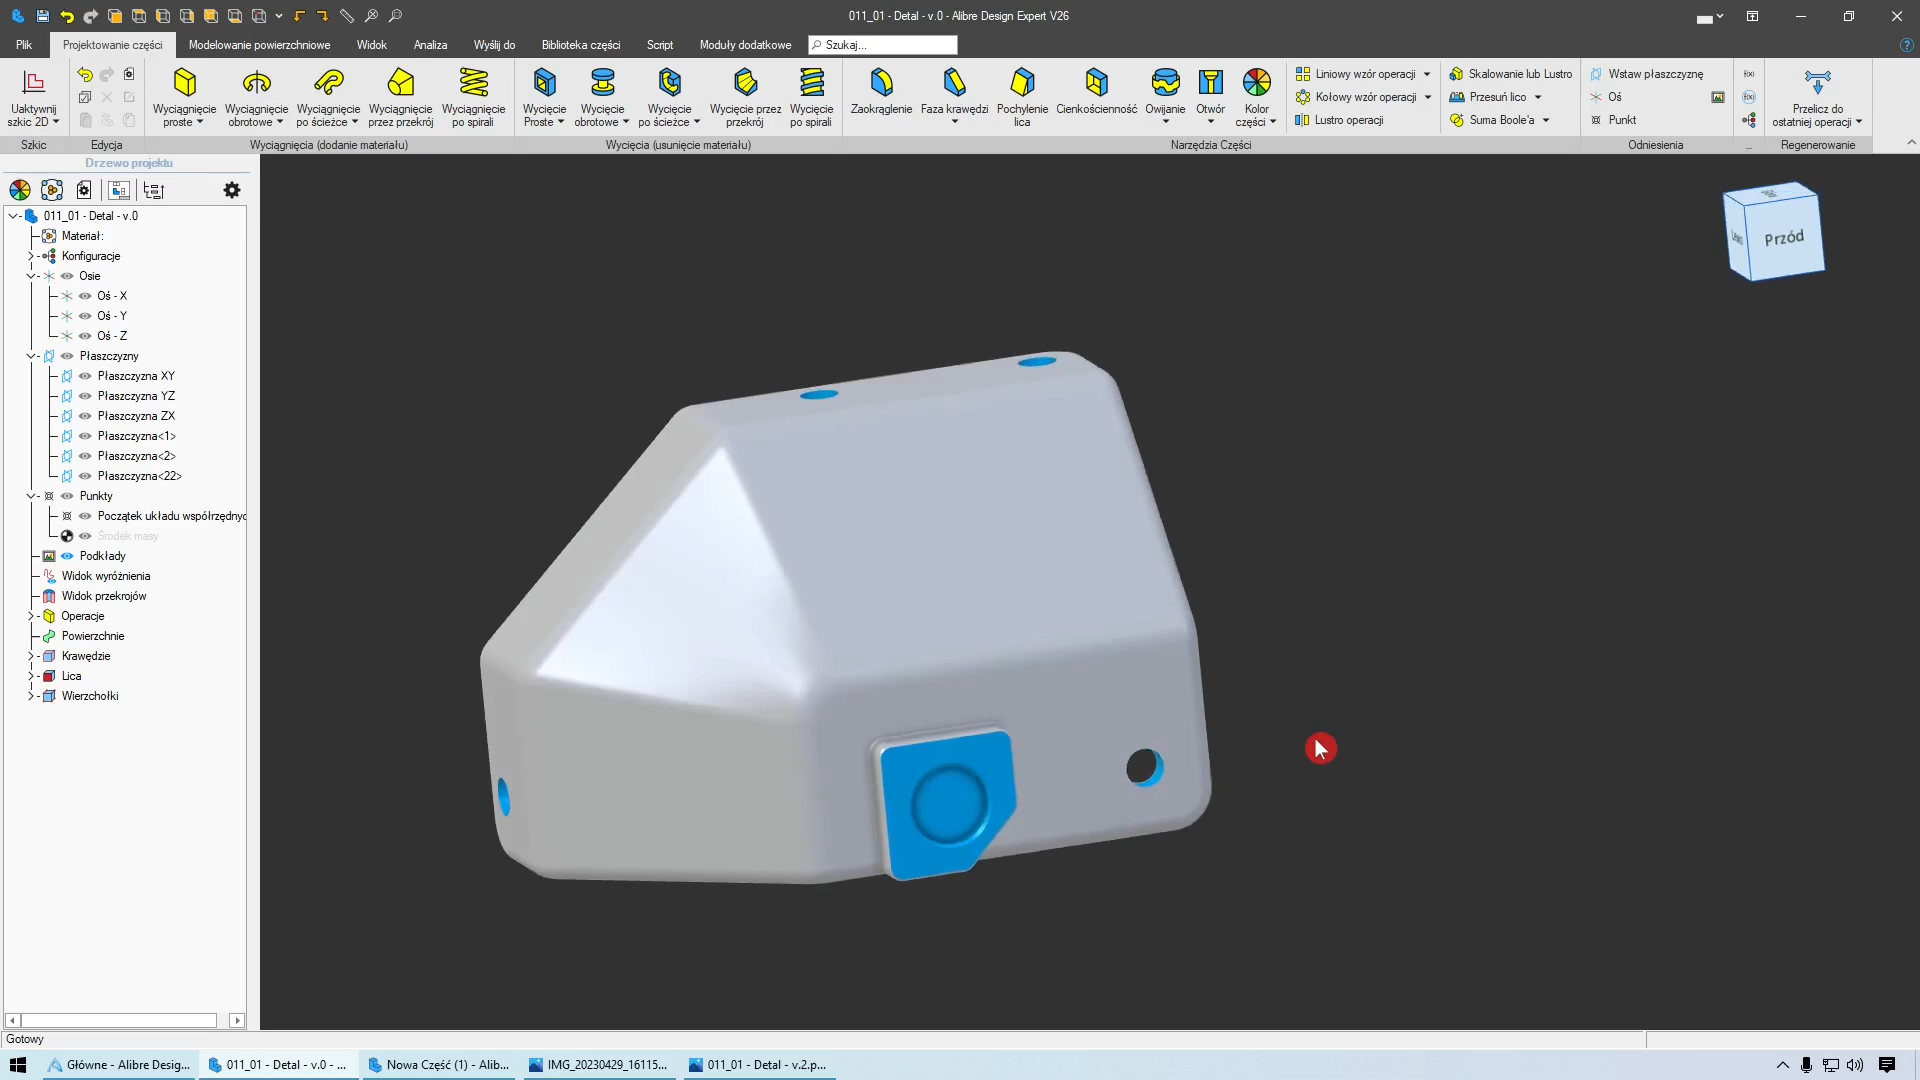 011_01 - Detal - v.0 - Alibre Design Expert V26
Plik
Projektowanie części
Modelowanie powierzchniowe
Widok
Analiza
Wyślij do
Biblioteka części
Script
Moduły dodatkowe
Szukaj...
Uaktywnij
szkic 2D
Szkic
Edycja
Wyciągnięcie
proste
Wyciągnięcie
obrotowe
Wyciągnięcie
po ścieżce
Wyciągnięcie
przez przekrój
Wyciągnięcie
po spirali
Wyciągnięcia (dodanie materiału)
Wycięcie
Proste
Wycięcie
obrotowe
Wycięcie
po ścieżce
Wycięcie przez
przekrój
Wycięcie
po spirali
Wycięcia (usunięcie materiału)
Zaokrąglenie
Faza krawędzi
Pochylenie
lica
Cienkościenność
Owijanie
Otwór
Kolor
części
Liniowy wzór operacji
Kołowy wzór operacji
Lustro operacji
Skalowanie lub Lustro
Przesuń lico
Suma Boole'a
Narzędzia Części
Wstaw płaszczyznę
Oś
Punkt
Odniesienia
f(x)
(x)
...
Przelicz do
ostatniej operacji
Regenerowanie
Drzewo projektu
011_01 - Detal - v.0
Materiał:
Konfiguracje
Osie
Oś - X
Oś - Y
Oś - Z
Płaszczyzny
Płaszczyzna XY
Płaszczyzna YZ
Płaszczyzna ZX
Płaszczyzna<1>
Płaszczyzna<2>
Płaszczyzna<22>
Punkty
Początek układu współrzędnyc
Środek masy
Podkłady
Widok wyróżnienia
Widok przekrojów
Operacje
Powierzchnie
Krawędzie
Lica
Wierzchołki
Przód
Gotowy
Główne - Alibre Desig...
011_01 - Detal - v.0 - ...
Nowa Część (1) - Alib...
IMG_20230429_16115...
011_01 - Detal - v.2.p...